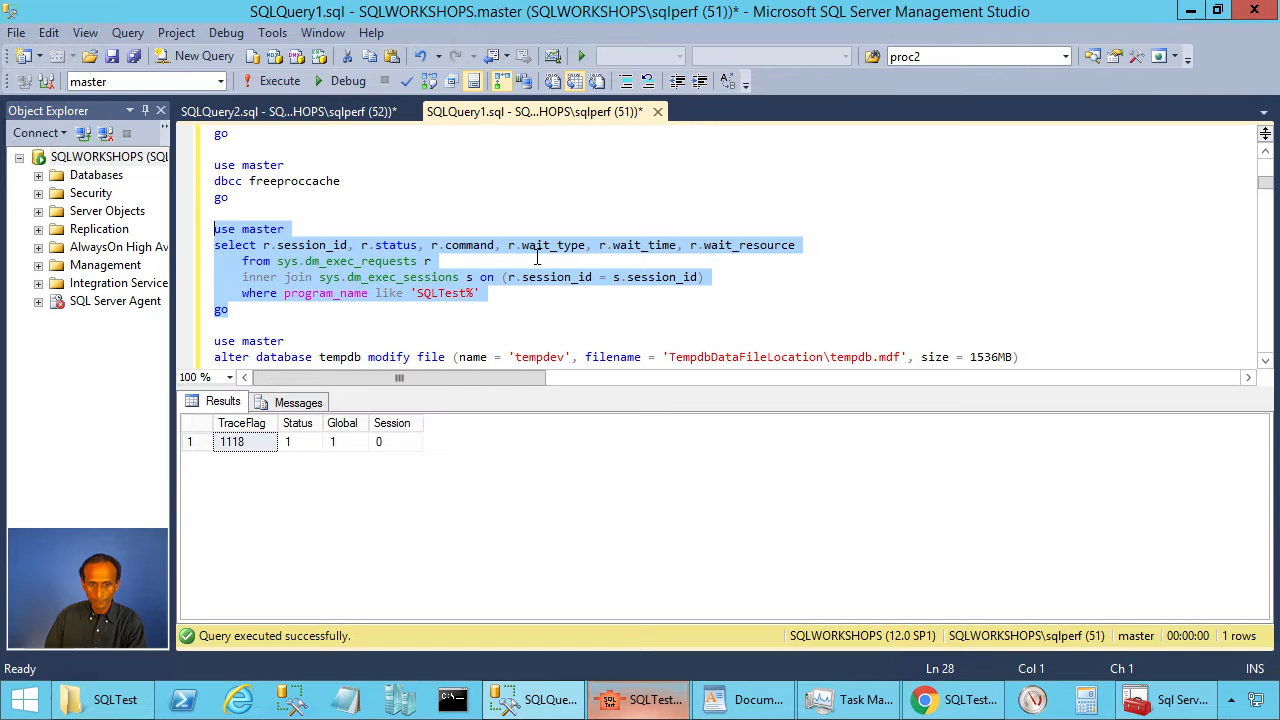 SQLQuery1.sql - SQLWORKSHOPS.master (SQLWORKSHOPS\sqlperf (51))* - Microsoft SQL Server Management Studio
File Edit View Query Project Debug Tools Window Help
New Query proc2
master Execute Debug
Object Explorer
SQLQuery2.sql - SQ...HOPS\sqlperf (52))* SQLQuery1.sql - SQ...HOPS\sqlperf (51))*
Connect
SQLWORKSHOPS (SQL
Databases
Security
Server Objects
Replication
AlwaysOn High Av
Management
Integration Service
SQL Server Agent
go
use master
dbcc freeproccache
go
use master
select r.session_id, r.status, r.command, r.wait_type, r.wait_time, r.wait_resource
from sys.dm_exec_requests r
inner join sys.dm_exec_sessions s on (r.session_id = s.session_id)
where program_name like 'SQLTest%'
go
use master
alter database tempdb modify file (name = 'tempdev', filename = 'TempdbDataFileLocation\tempdb.mdf', size = 1536MB)
100 %
Results Messages
TraceFlag Status Global Session
1 1118 1 1 0
Query executed successfully. SQLWORKSHOPS (12.0 SP1) SQLWORKSHOPS\sqlperf (51) master 00:00:00 1 rows
Ready Ln 28 Col 1 Ch 1 INS
SQLTest SQLQue... SQLTest... Docum... Task Ma... SQLTest... Sql Serv...